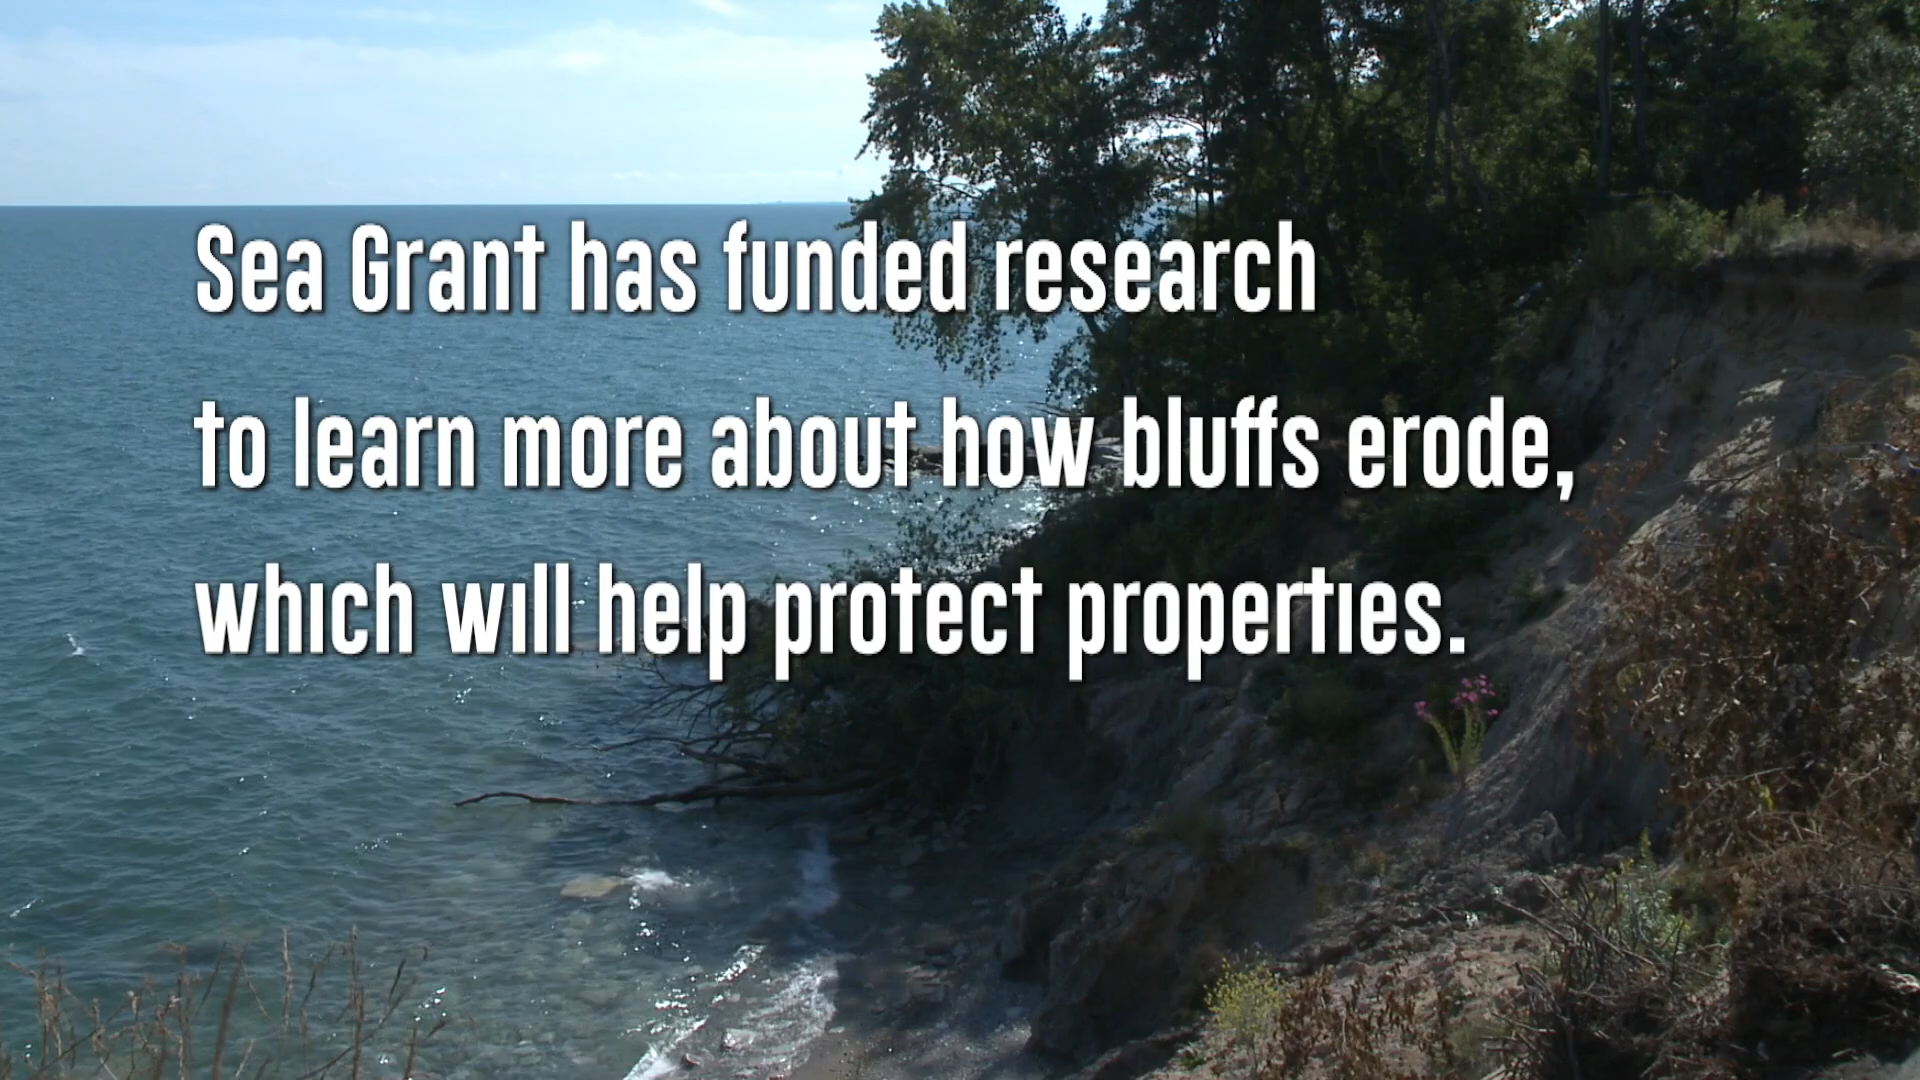 Sea Grant has funded research
to learn more about how bluffs erode,
which will help protect properties.